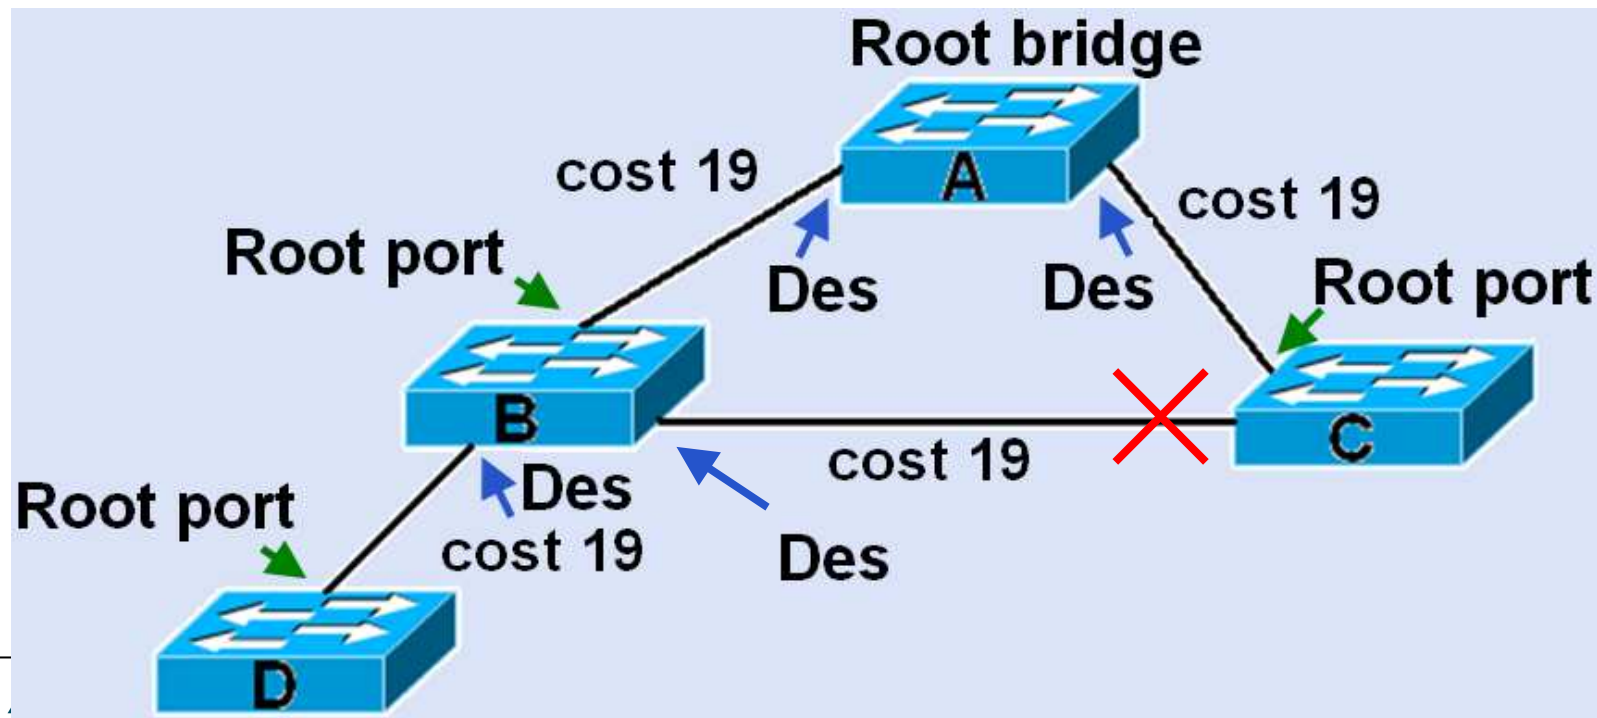 Root bridge
A
cost 19
cost 19
Root port
Des
Des
Root port
B
C
cost 19
Des
Root port
cost 19
Des
D